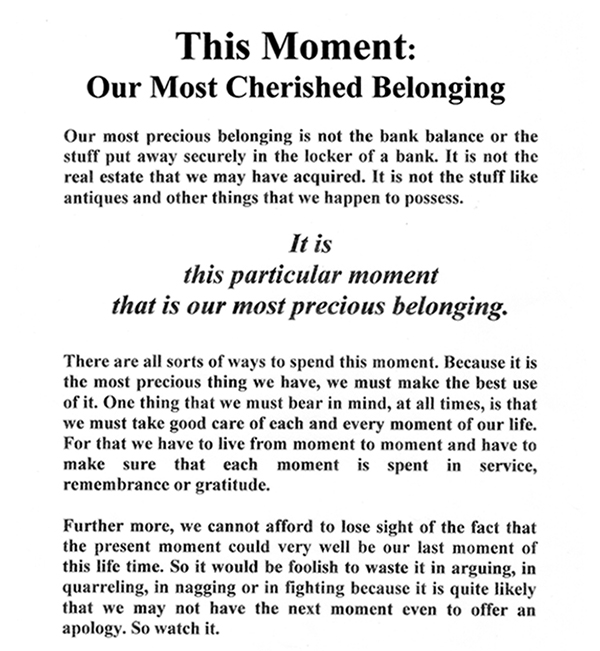 This Moment:
Our Most Cherished Belonging
Our most precious belonging is not the bank balance or the
stuff put away securely in the locker of a bank. It is not the
real estate that we may have acquired. It is not the stuff like
antiques and other things that we happen to possess.
It is
this particular moment
that is our most precious belonging.
There are all sorts of ways to spend this moment. Because it is
the most precious thing we have, we must make the best use
of it. One thing that we must bear in mind, at all times, is that
we must take good care of each and every moment of our life.
For that we have to live from moment to moment and have to
make sure that each moment is spent in service,
remembrance or gratitude.
Further more, we cannot afford to lose sight of the fact that
the present moment could very well be our last moment of
this life time. So it would be foolish to waste it in arguing, in
quarreling, in nagging or in fighting because it is quite likely
that we may not have the next moment even to offer an
apology. So watch it.